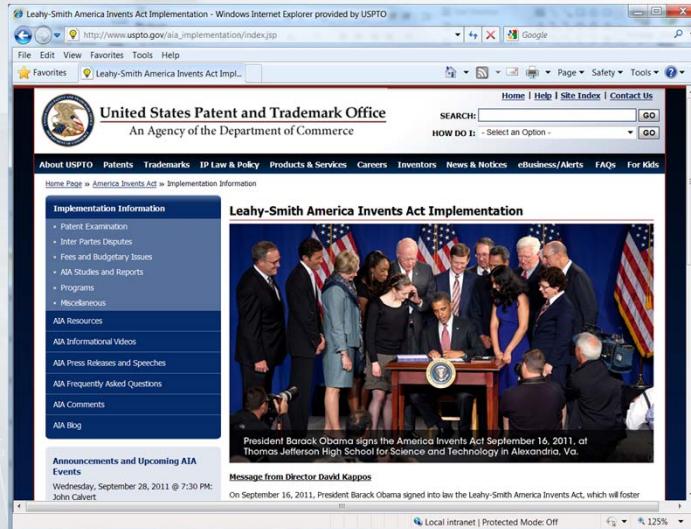 Leahy-Smith America Invents Act Implementation - Windows Internet Explorer provided by USPTO
http://www.uspto.gov/aia_implementation/index.jsp
Google
File Edit View Favorites Tools Help
Favorites Leahy-Smith America Invents Act Impl... Page Safety Tools
Home | Help | Site Index | Contact Us
United States Patent and Trademark Office
An Agency of the Department of Commerce
SEARCH: GO
HOW DO I: - Select an Option - GO
About USPTO Patents Trademarks IP Law & Policy Products & Services Careers Inventors News & Notices eBusiness/Alerts FAQs For Kids
Home Page » America Invents Act » Implementation Information
Implementation Information
• Patent Examination
• Inter Partes Disputes
• Fees and Budgetary Issues
• AIA Studies and Reports
• Programs
• Miscellaneous
AIA Resources
AIA Informational Videos
AIA Press Releases and Speeches
AIA Frequently Asked Questions
AIA Comments
AIA Blog
Announcements and Upcoming AIA
Events
Wednesday, September 28, 2011 @ 7:30 PM:
John Calvert
Leahy-Smith America Invents Act Implementation
President Barack Obama signs the America Invents Act September 16, 2011, at
Thomas Jefferson High School for Science and Technology in Alexandria, Va.
Message from Director David Kappos
On September 16, 2011, President Barack Obama signed into law the Leahy-Smith America Invents Act, which will foster
Local intranet | Protected Mode: Off 125%